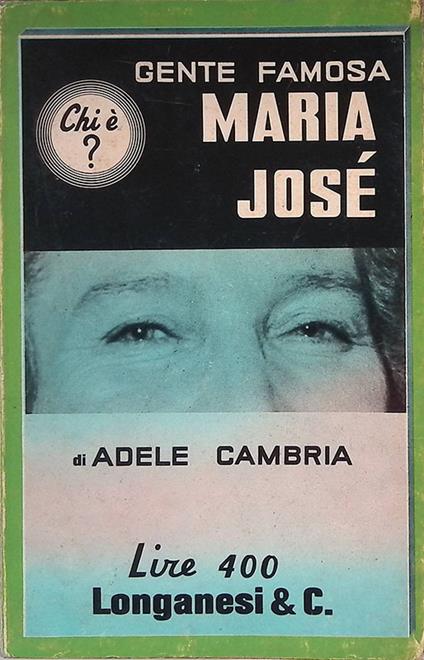 GENTE FAMOSA
Chi è
?
MARIA
JOSÉ
di ADELE CAMBRIA
Lire 400
Longanesi & C.